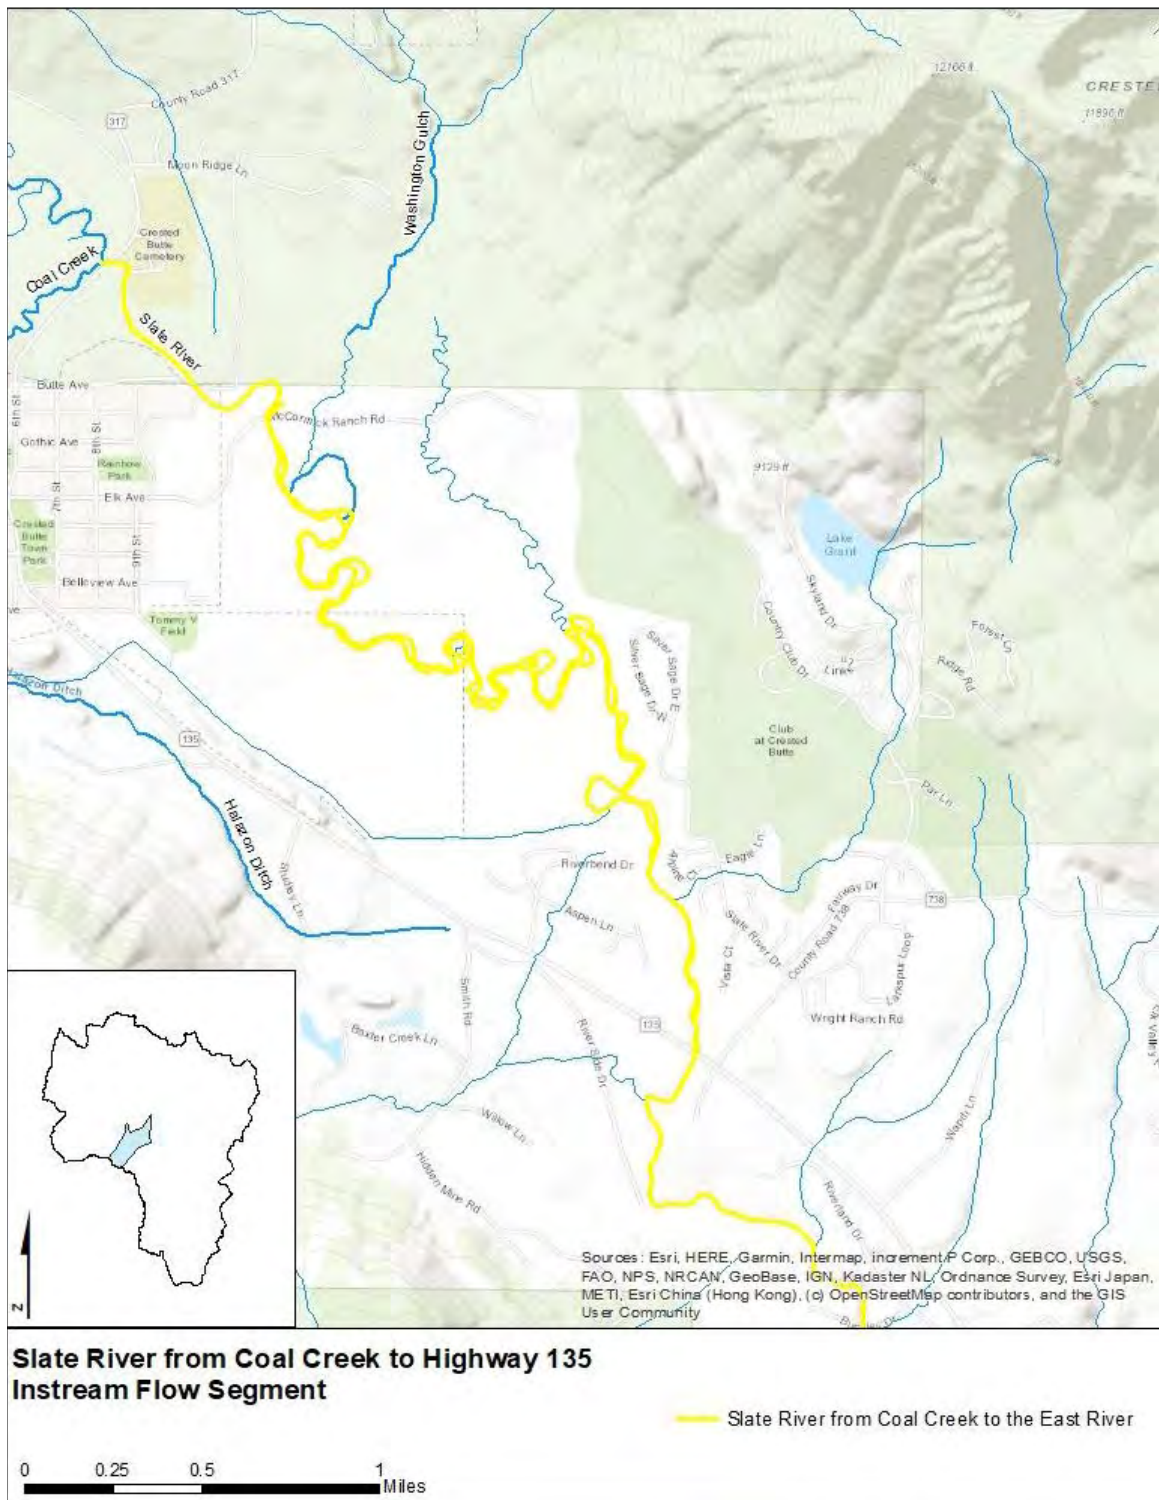 12166 ft
CRESTE
11896 ft
County Road 317
317
Moon Ridge Ln
Washington Gulch
Crested
Butte
Cemetery
Coal Creek
Slate River
Butte Ave
6th St
McCormick Ranch Rd
8th St
Gothic Ave
Rainbow
Park
7th St
Elk Ave
9129 ft
Crested
Butte
Town
Park
9th St
Lake
Grant
Belleview Ave
Skyland Dr
ve
Tommy V
Field
Country Club Dr
Forest
Silver Sage Dr E
Silver Sage Dr W
Links
Ridge Rd
Halazon Ditch
135
Club
at Crested
Butte
Par Ln
Halazon Ditch
Studley Ln
Riverbend Dr
Alpine Ct
Eagle Ln
Fairway Dr
738
Aspen Ln
Slate River Dr
County Road 738
Vista Ct
Larkspur Loop
Smith Rd
Wright Ranch Rd
135
Baxter Creek Ln
River Side Dr
Willow Ln
Wapiti Ln
Hidden Mine Rd
Riverland Dr
Sources: Esri, HERE, Garmin, Intermap, increment P Corp., GEBCO, USGS,
FAO, NPS, NRCAN, GeoBase, IGN, Kadaster NL, Ordnance Survey, Esri Japan,
METI, Esri China (Hong Kong), (c) OpenStreetMap contributors, and the GIS
User Community
Z
Slate River from Coal Creek to Highway 135
Instream Flow Segment
Slate River from Coal Creek to the East River
0 0.25 0.5 1
Miles